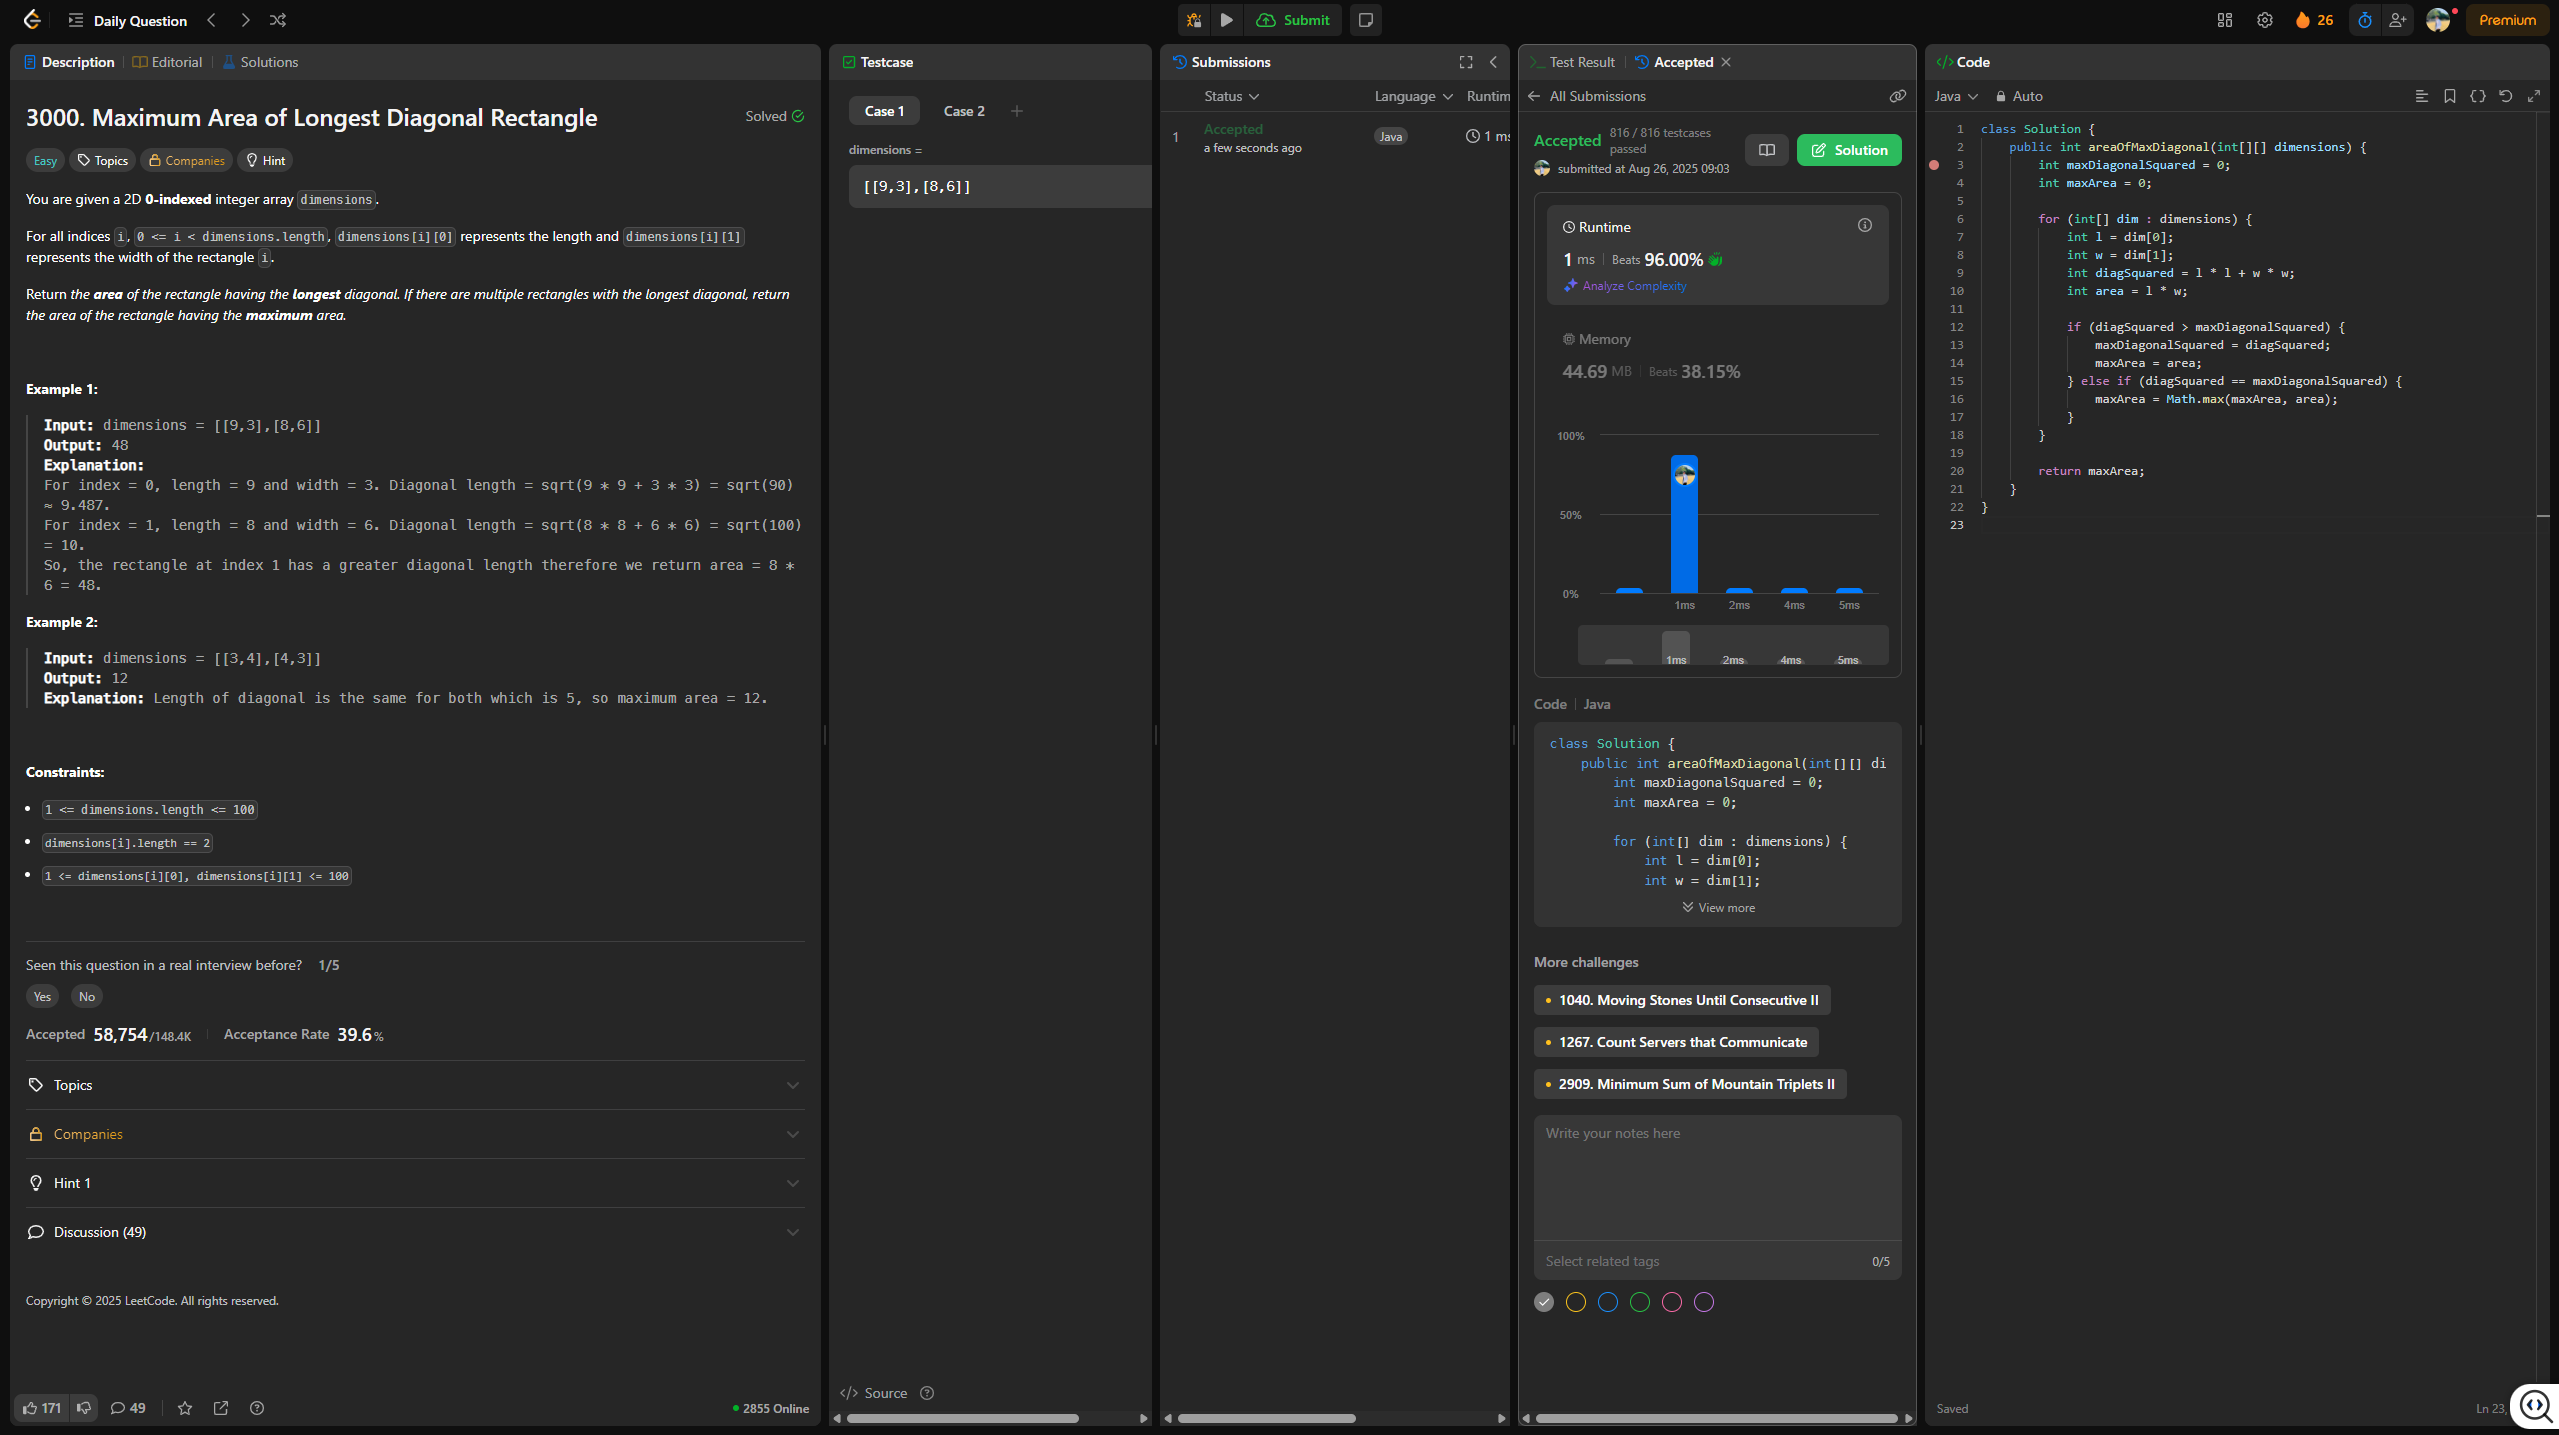 Daily Question
Submit
26
Premium
Description
Editorial
Solutions
3000. Maximum Area of Longest Diagonal Rectangle
Solved
Easy
Topics
Companies
Hint
You are given a 2D 0-indexed integer array dimensions.
For all indices i, 0 <= i < dimensions.length, dimensions[i][0] represents the length and dimensions[i][1]
represents the width of the rectangle i.
Return the area of the rectangle having the longest diagonal. If there are multiple rectangles with the longest diagonal, return
the area of the rectangle having the maximum area.
Example 1:
Input: dimensions = [[9,3],[8,6]]
Output: 48
Explanation:
For index = 0, length = 9 and width = 3. Diagonal length = sqrt(9 * 9 + 3 * 3) = sqrt(90)
≈ 9.487.
For index = 1, length = 8 and width = 6. Diagonal length = sqrt(8 * 8 + 6 * 6) = sqrt(100)
= 10.
So, the rectangle at index 1 has a greater diagonal length therefore we return area = 8 *
6 = 48.
Example 2:
Input: dimensions = [[3,4],[4,3]]
Output: 12
Explanation: Length of diagonal is the same for both which is 5, so maximum area = 12.
Constraints:
1 <= dimensions.length <= 100
dimensions[i].length == 2
1 <= dimensions[i][0], dimensions[i][1] <= 100
Seen this question in a real interview before? 1/5
Yes
No
Accepted 58,754/148.4K
Acceptance Rate 39.6%
Topics
Companies
Hint 1
Discussion (49)
Copyright © 2025 LeetCode. All rights reserved.
171
49
2855 Online
Testcase
Case 1
Case 2
dimensions =
[[9,3],[8,6]]
Source
Submissions
Status
Language
Runtim
1
Accepted
a few seconds ago
Java
1 ms
Test Result
Accepted
All Submissions
Accepted 816 / 816 testcases
passed
submitted at Aug 26, 2025 09:03
Solution
Runtime
1 ms
Beats 96.00%
Analyze Complexity
Memory
44.69 MB
Beats 38.15%
100%
50%
0%
1ms
2ms
4ms
5ms
1ms
2ms
4ms
5ms
Code
Java
class Solution {
public int areaOfMaxDiagonal(int[][] di
int maxDiagonalSquared = 0;
int maxArea = 0;
for (int[] dim : dimensions) {
int l = dim[0];
int w = dim[1];
View more
More challenges
1040. Moving Stones Until Consecutive II
1267. Count Servers that Communicate
2909. Minimum Sum of Mountain Triplets II
Write your notes here
Select related tags
0/5
Code
Java
Auto
1 class Solution {
2 public int areaOfMaxDiagonal(int[][] dimensions) {
3 int maxDiagonalSquared = 0;
4 int maxArea = 0;
5
6 for (int[] dim : dimensions) {
7 int l = dim[0];
8 int w = dim[1];
9 int diagSquared = l * l + w * w;
10 int area = l * w;
11
12 if (diagSquared > maxDiagonalSquared) {
13 maxDiagonalSquared = diagSquared;
14 maxArea = area;
15 } else if (diagSquared == maxDiagonalSquared) {
16 maxArea = Math.max(maxArea, area);
17 }
18 }
19
20 return maxArea;
21 }
22 }
23
Saved
Ln 23,